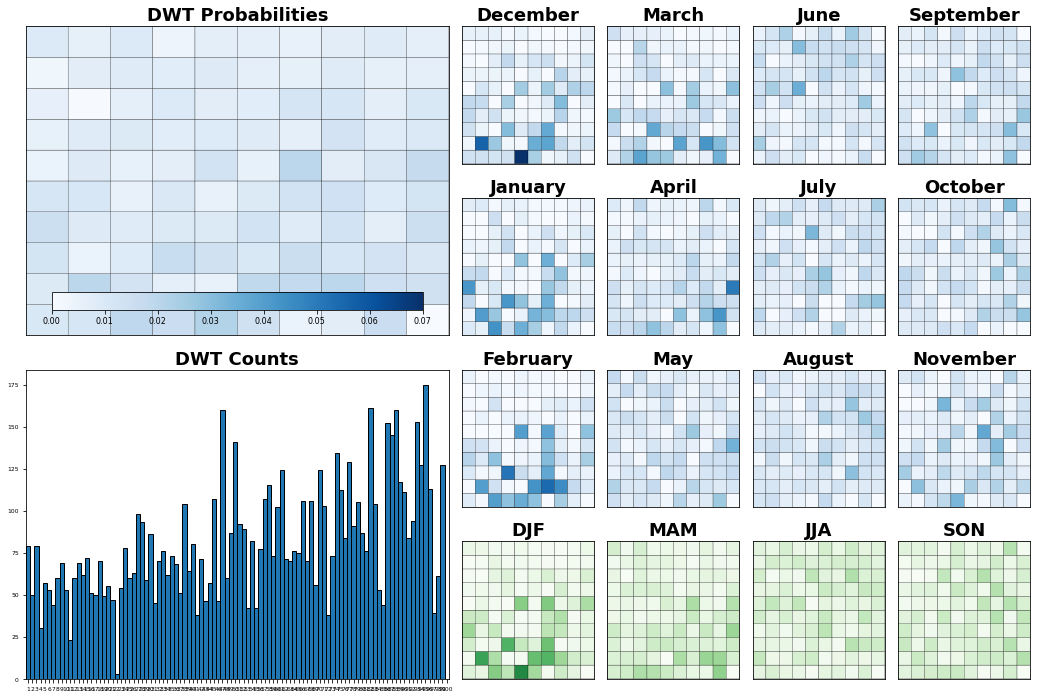 DWT Probabilities
0.00 0.01 0.02 0.03 0.04 0.05 0.06 0.07
DWT Counts
175
150
125
100
75
50
25
0
December March June September
January April July October
February May August November
DJF MAM JJA SON